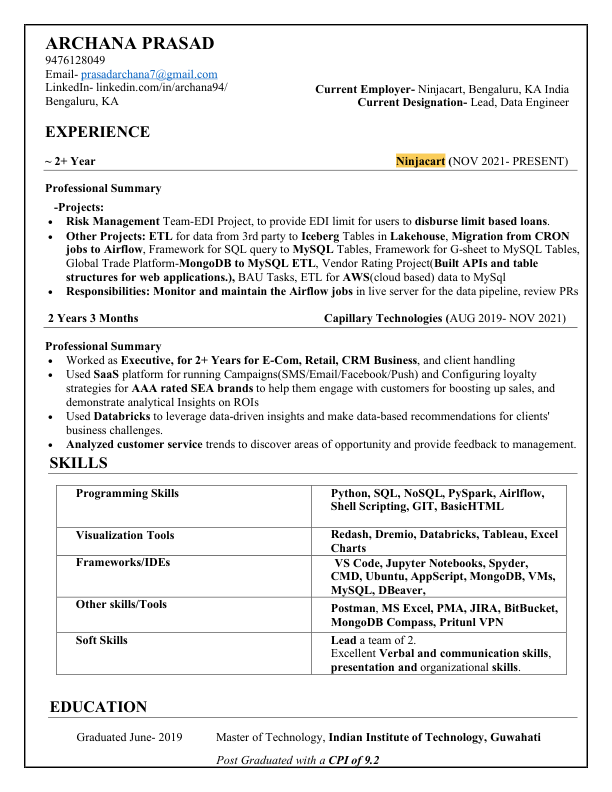 ARCHANA PRASAD
9476128049
Email- prasadarchana7@gmail.com
LinkedIn- linkedin.com/in/archana94/
Bengaluru, KA
Current Employer- Ninjacart, Bengaluru, KA India
Current Designation- Lead, Data Engineer
EXPERIENCE
~ 2+ Year Ninjacart (NOV 2021- PRESENT)
Professional Summary
-Projects:
• Risk Management Team-EDI Project, to provide EDI limit for users to disburse limit based loans.
• Other Projects: ETL for data from 3rd party to Iceberg Tables in Lakehouse, Migration from CRON
jobs to Airflow, Framework for SQL query to MySQL Tables, Framework for G-sheet to MySQL Tables,
Global Trade Platform-MongoDB to MySQL ETL, Vendor Rating Project(Built APIs and table
structures for web applications.), BAU Tasks, ETL for AWS(cloud based) data to MySql
• Responsibilities: Monitor and maintain the Airflow jobs in live server for the data pipeline, review PRs
2 Years 3 Months Capillary Technologies (AUG 2019- NOV 2021)
Professional Summary
• Worked as Executive, for 2+ Years for E-Com, Retail, CRM Business, and client handling
• Used SaaS platform for running Campaigns(SMS/Email/Facebook/Push) and Configuring loyalty
strategies for AAA rated SEA brands to help them engage with customers for boosting up sales, and
demonstrate analytical Insights on ROIs
• Used Databricks to leverage data-driven insights and make data-based recommendations for clients'
business challenges.
• Analyzed customer service trends to discover areas of opportunity and provide feedback to management.
SKILLS
Programming Skills Python, SQL, NoSQL, PySpark, Airlflow,
Shell Scripting, GIT, BasicHTML
Visualization Tools Redash, Dremio, Databricks, Tableau, Excel
Charts
Frameworks/IDEs VS Code, Jupyter Notebooks, Spyder,
CMD, Ubuntu, AppScript, MongoDB, VMs,
MySQL, DBeaver,
Other skills/Tools Postman, MS Excel, PMA, JIRA, BitBucket,
MongoDB Compass, Pritunl VPN
Soft Skills Lead a team of 2.
Excellent Verbal and communication skills,
presentation and organizational skills.
EDUCATION
Graduated June- 2019 Master of Technology, Indian Institute of Technology, Guwahati
Post Graduated with a CPI of 9.2